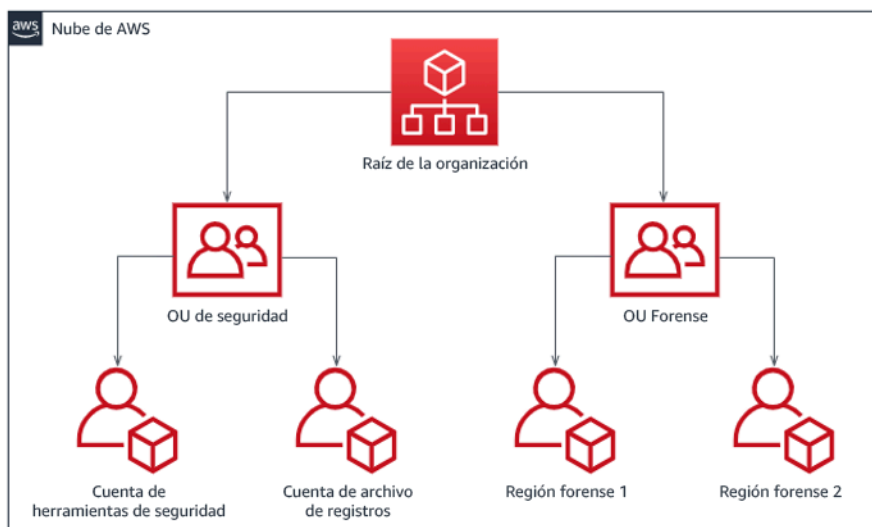 aws
Nube de AWS
Raíz de la organización
OU de seguridad
OU Forense
Cuenta de
herramientas de seguridad
Cuenta de archivo
de registros
Región forense 1
Región forense 2